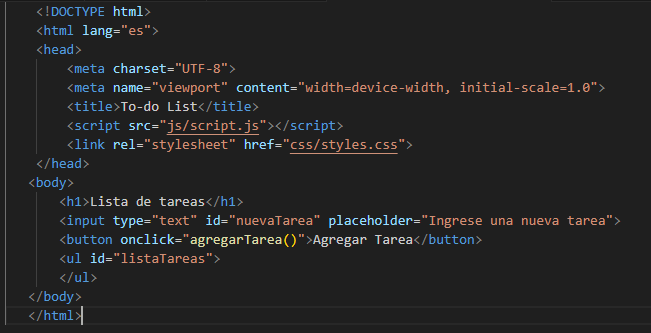 <!DOCTYPE html>
<html lang="es">
<head>
    <meta charset="UTF-8">
    <meta name="viewport" content="width=device-width, initial-scale=1.0">
    <title>To-do List</title>
    <script src="js/script.js"></script>
    <link rel="stylesheet" href="css/styles.css">
</head>
<body>
    <h1>Lista de tareas</h1>
    <input type="text" id="nuevaTarea" placeholder="Ingrese una nueva tarea">
    <button onclick="agregarTarea()">Agregar Tarea</button>
    <ul id="listaTareas">
    </ul>
</body>
</html>